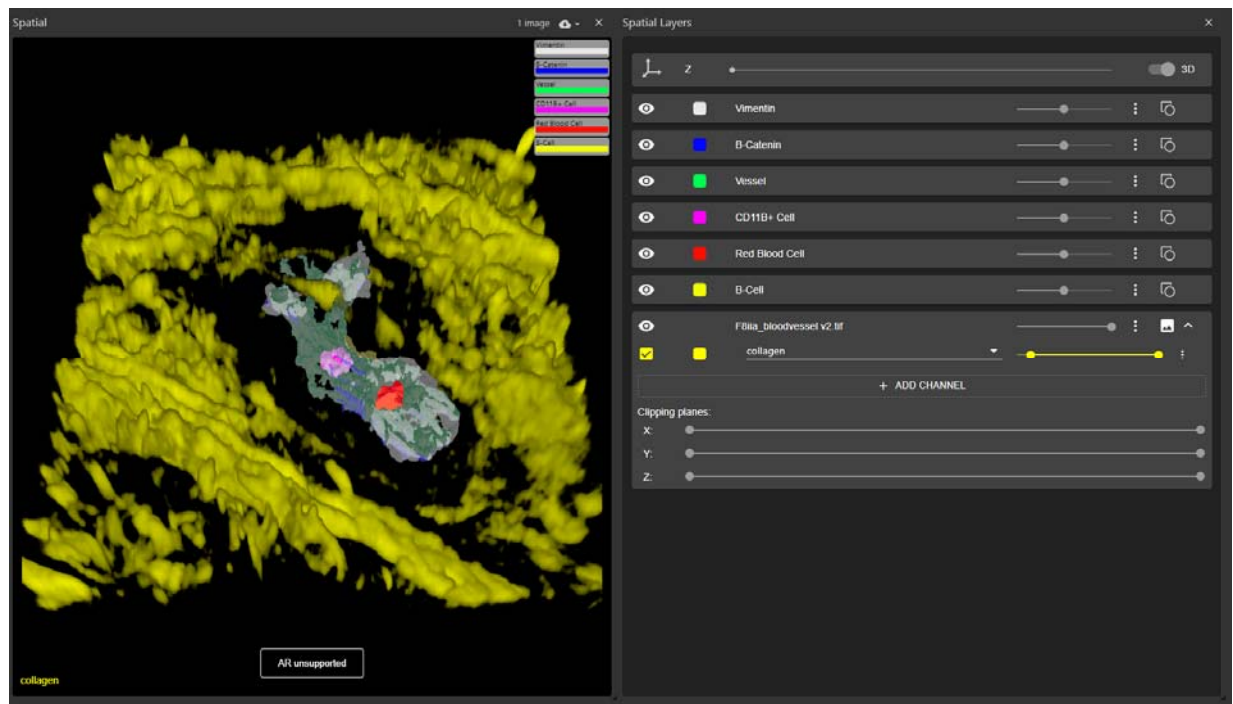 Spatial
1 image
Vimentin
B-Catenin
Vessel
CD11B+ Cell
Red Blood Cell
B-Cell
AR unsupported
collagen
Spatial Layers
Z
3D
Vimentin
B-Catenin
Vessel
CD11B+ Cell
Red Blood Cell
B-Cell
F8iia_bloodvessel v2.tif
collagen
+ ADD CHANNEL
Clipping planes:
X:
Y:
Z: